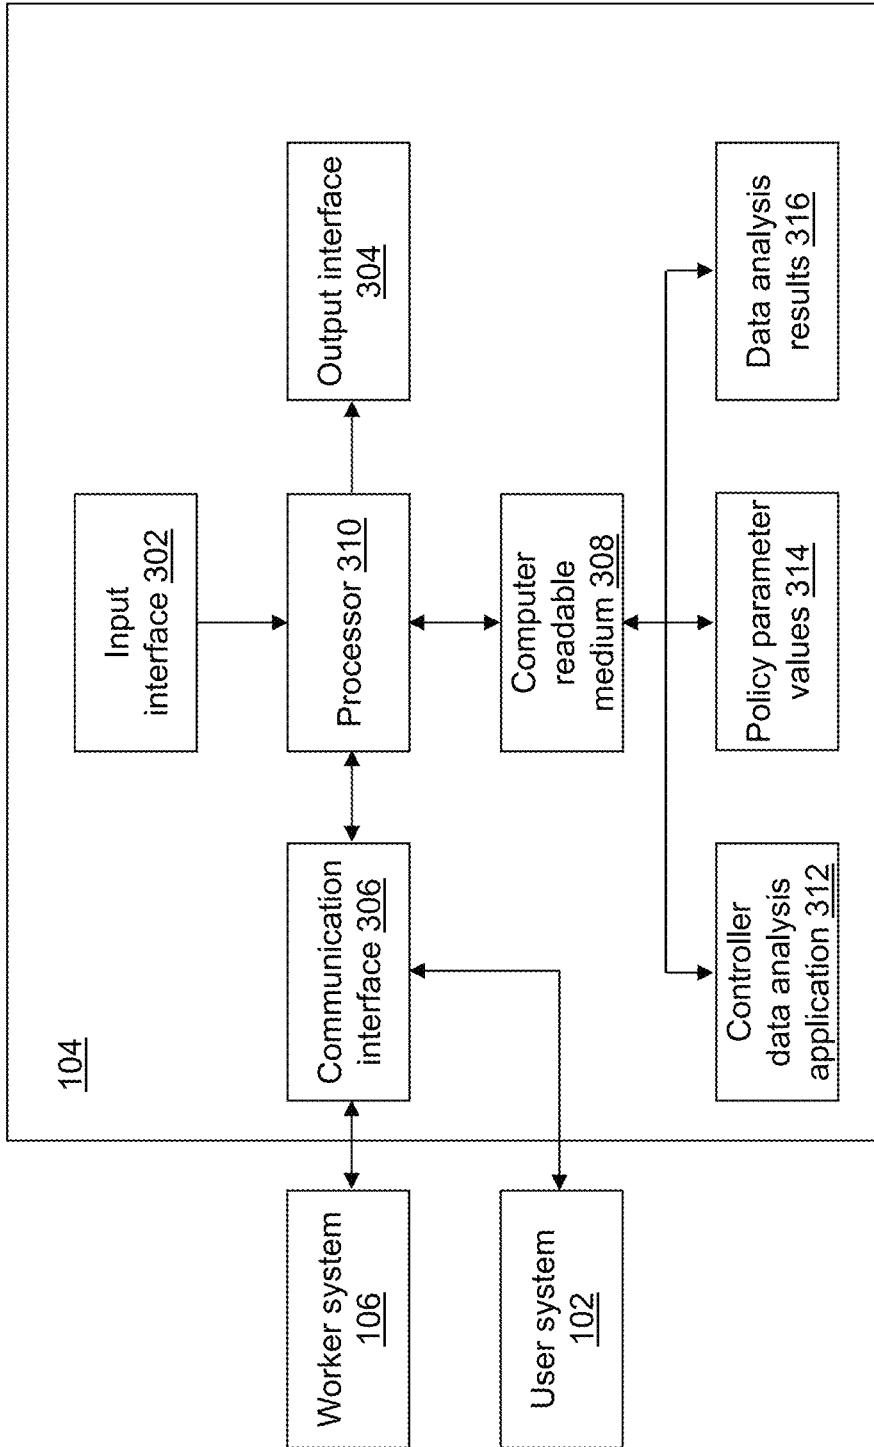 104
Input
interface 302
Worker system
106
Communication
interface 306
Processor 310
Output interface
304
User system
102
Computer
readable
medium 308
Controller
data analysis
application 312
Policy parameter
values 314
Data analysis
results 316